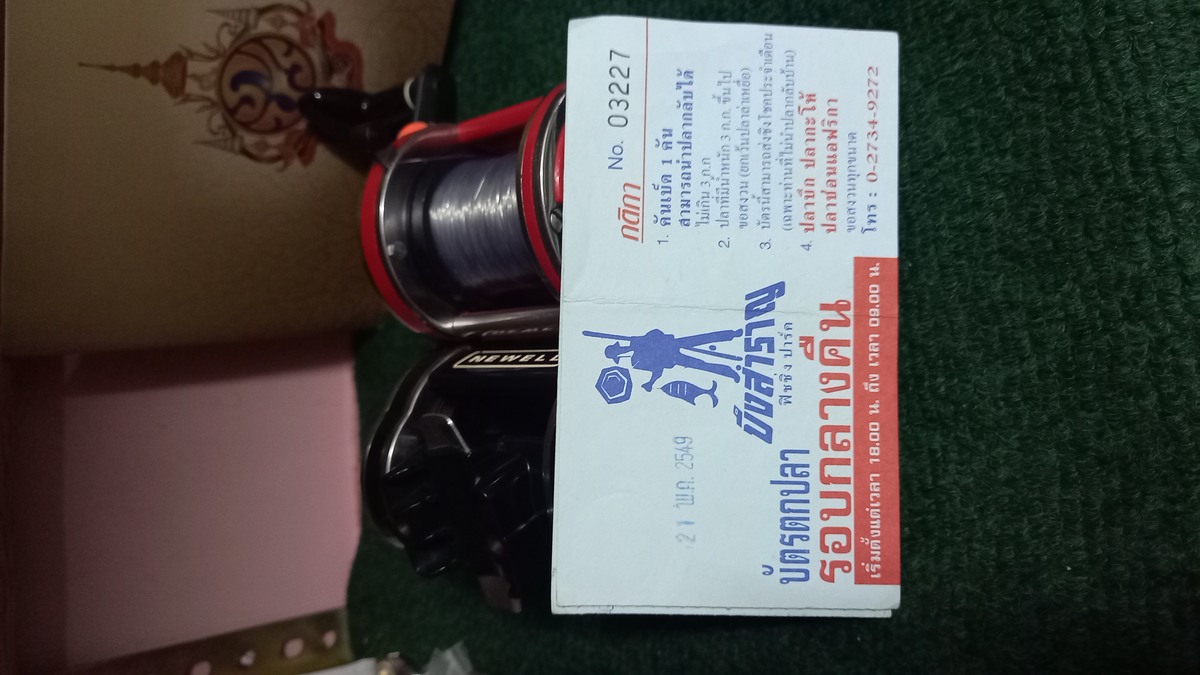 21 พ.ค. 2549
บึงสำราญ
ฟิชชิ่ง ปาร์ค
บัตรตกปลา
รอบกลางคืน
เริ่มตั้งแต่เวลา 18.00 น. ถึง เวลา 09.00 น.
No. 03227
กติกา
1. คันเบ็ด 1 คัน
สามารถนำปลากลับได้
ไม่เกิน 3 ก.ก
2. ปลาที่มีน้ำหนัก 3 ก.ก. ขึ้นไป
ขอสงวน (ยกเว้นปลาล่าเหยื่อ)
3. บัตรนี้สามารถส่งชิงโชคประจำเดือน
(เฉพาะท่านที่ไม่นำปลากลับบ้าน)
4. ปลาบึก ปลากะโห้
ปลาช่อนแอฟริกา
ขอสงวนทุกขนาด
โทร : 0-2734-9272
NEWELL